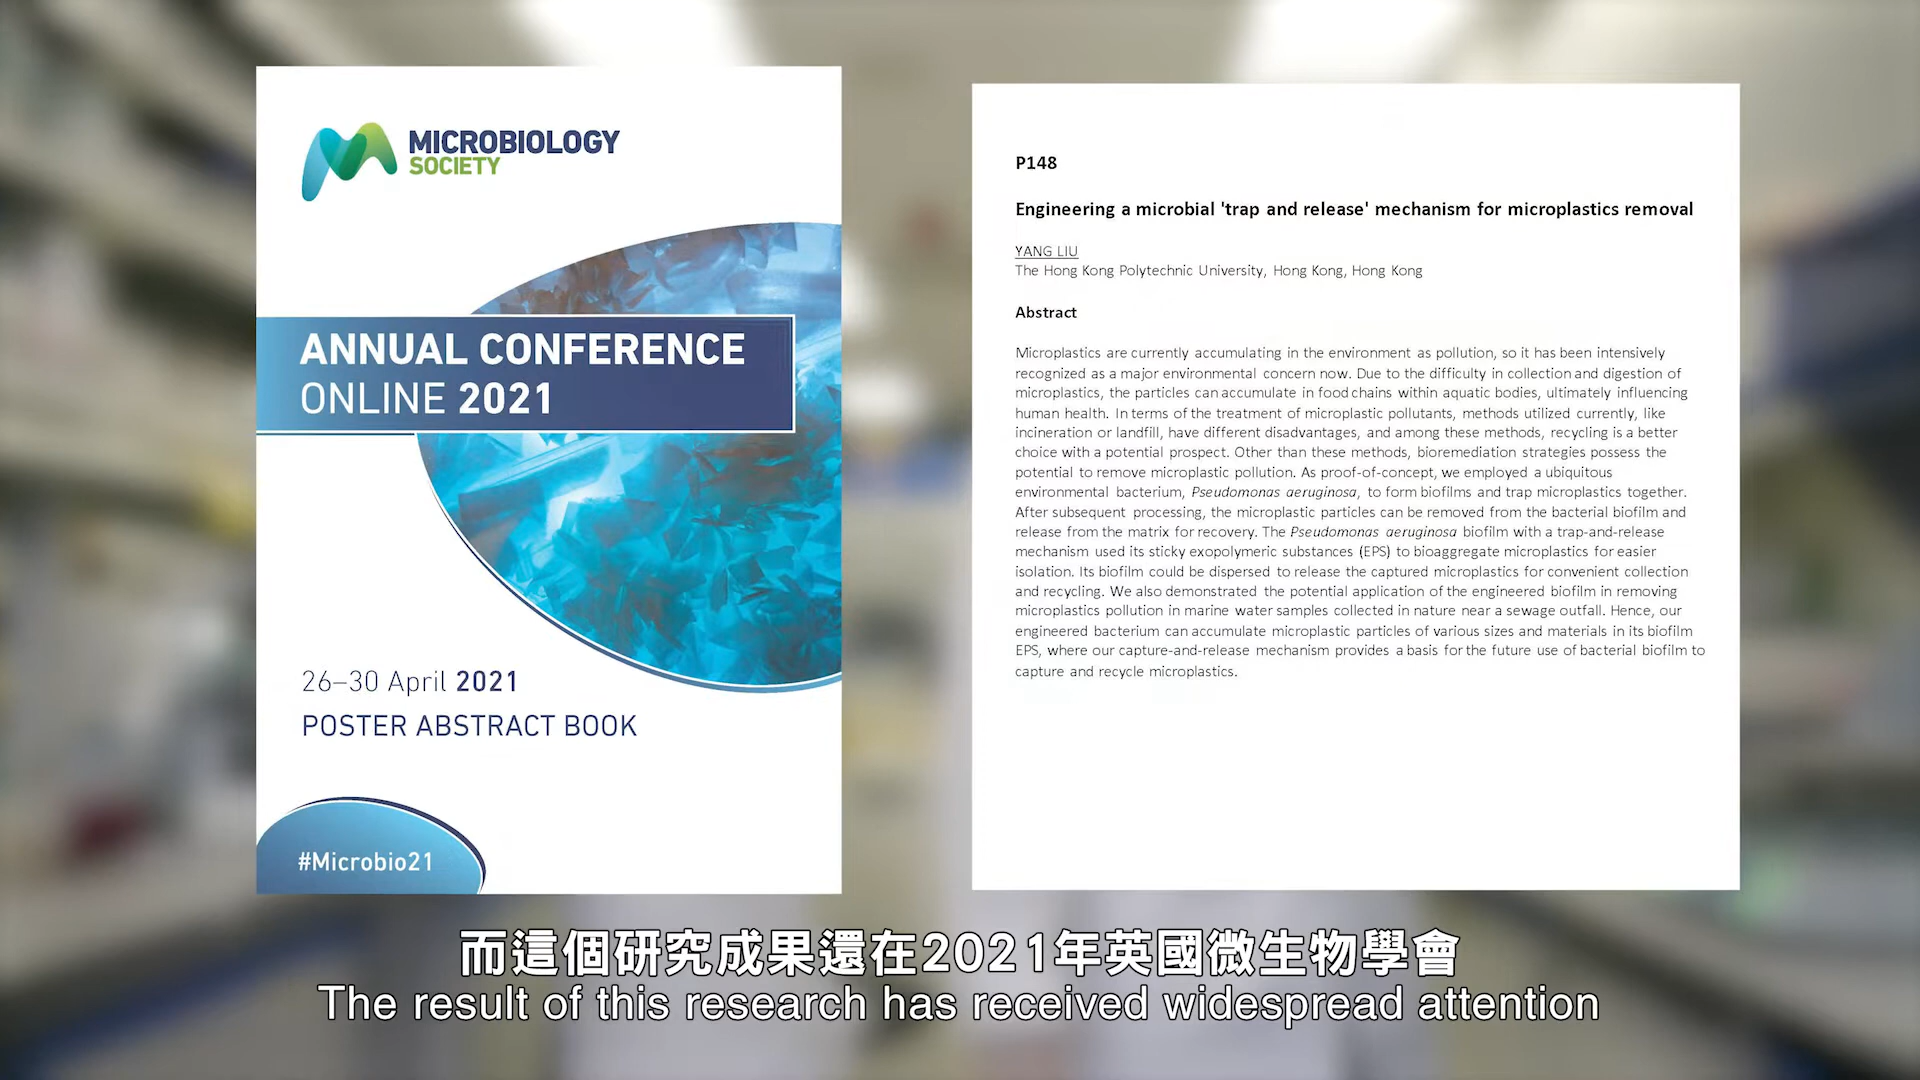 MICROBIOLOGY
SOCIETY
ANNUAL CONFERENCE
ONLINE 2021
26–30 April 2021
POSTER ABSTRACT BOOK
#Microbio21
P148
Engineering a microbial 'trap and release' mechanism for microplastics removal
YANG LIU
The Hong Kong Polytechnic University, Hong Kong, Hong Kong
Abstract
Microplastics are currently accumulating in the environment as pollution, so it has been intensively
recognized as a major environmental concern now. Due to the difficulty in collection and digestion of
microplastics, the particles can accumulate in food chains within aquatic bodies, ultimately influencing
human health. In terms of the treatment of microplastic pollutants, methods utilized currently, like
incineration or landfill, have different disadvantages, and among these methods, recycling is a better
choice with a potential prospect. Other than these methods, bioremediation strategies possess the
potential to remove microplastic pollution. As proof-of-concept, we employed a ubiquitous
environmental bacterium, Pseudomonas aeruginosa, to form biofilms and trap microplastics together.
After subsequent processing, the microplastic particles can be removed from the bacterial biofilm and
release from the matrix for recovery. The Pseudomonas aeruginosa biofilm with a trap-and-release
mechanism used its sticky exopolymeric substances (EPS) to bioaggregate microplastics for easier
isolation. Its biofilm could be dispersed to release the captured microplastics for convenient collection
and recycling. We also demonstrated the potential application of the engineered biofilm in removing
microplastics pollution in marine water samples collected in nature near a sewage outfall. Hence, our
engineered bacterium can accumulate microplastic particles of various sizes and materials in its biofilm
EPS, where our capture-and-release mechanism provides a basis for the future use of bacterial biofilm to
capture and recycle microplastics.
而這個研究成果還在2021年英國微生物學會
The result of this research has received widespread attention